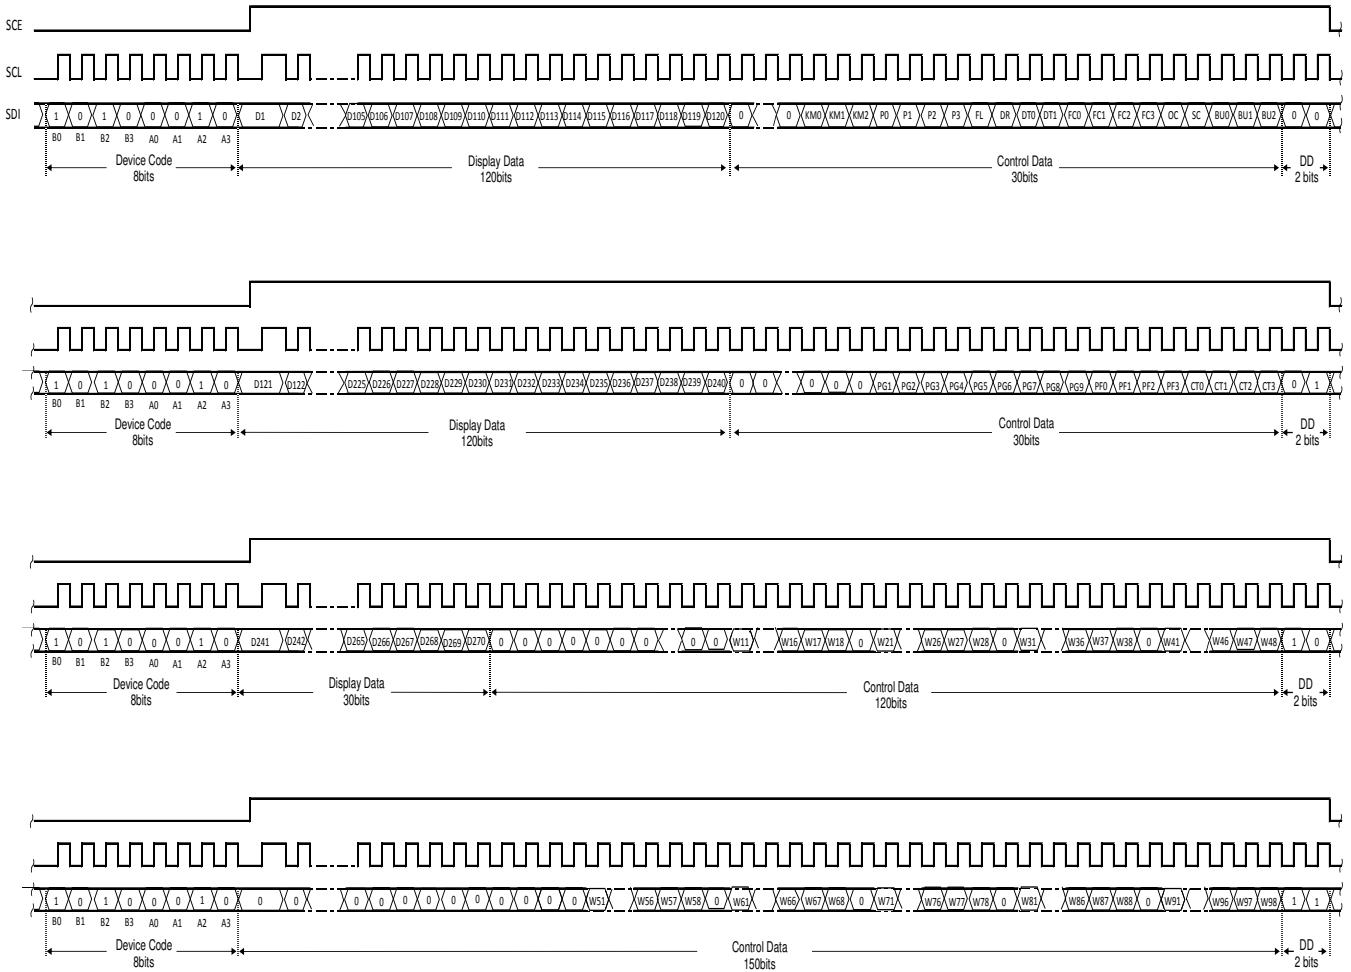 SCE
SCL
SDI 1 0 1 0 0 0 1 0 D1 D2 D105 D106 D107 D108 D109 D110 D111 D112 D113 D114 D115 D116 D117 D118 D119 D120 0 0 KM0 KM1 KM2 P0 P1 P2 P3 FL DR DT0 DT1 FC0 FC1 FC2 FC3 OC SC BU0 BU1 BU2 0 0
B0 B1 B2 B3 A0 A1 A2 A3
Device Code Display Data Control Data DD
8bits 120bits 30bits 2 bits
1 0 1 0 0 0 1 0 D121 D122 D225 D226 D227 D228 D229 D230 D231 D232 D233 D234 D235 D236 D237 D238 D239 D240 0 0 0 0 0 PG1 PG2 PG3 PG4 PG5 PG6 PG7 PG8 PG9 PF0 PF1 PF2 PF3 CT0 CT1 CT2 CT3 0 1
B0 B1 B2 B3 A0 A1 A2 A3
Device Code Display Data Control Data DD
8bits 120bits 30bits 2 bits
1 0 1 0 0 0 1 0 D241 D242 D265 D266 D267 D268 D269 D270 0 0 0 0 0 0 0 0 0 W11 W16 W17 W18 0 W21 W26 W27 W28 0 W31 W36 W37 W38 0 W41 W46 W47 W48 1 0
B0 B1 B2 B3 A0 A1 A2 A3
Device Code Display Data Control Data DD
8bits 30bits 120bits 2 bits
1 0 1 0 0 0 1 0 0 0 0 0 0 0 0 0 0 0 0 0 W51 W56 W57 W58 0 W61 W66 W67 W68 0 W71 W76 W77 W78 0 W81 W86 W87 W88 0 W91 W96 W97 W98 1 1
B0 B1 B2 B3 A0 A1 A2 A3
Device Code Control Data DD
8bits 150bits 2 bits